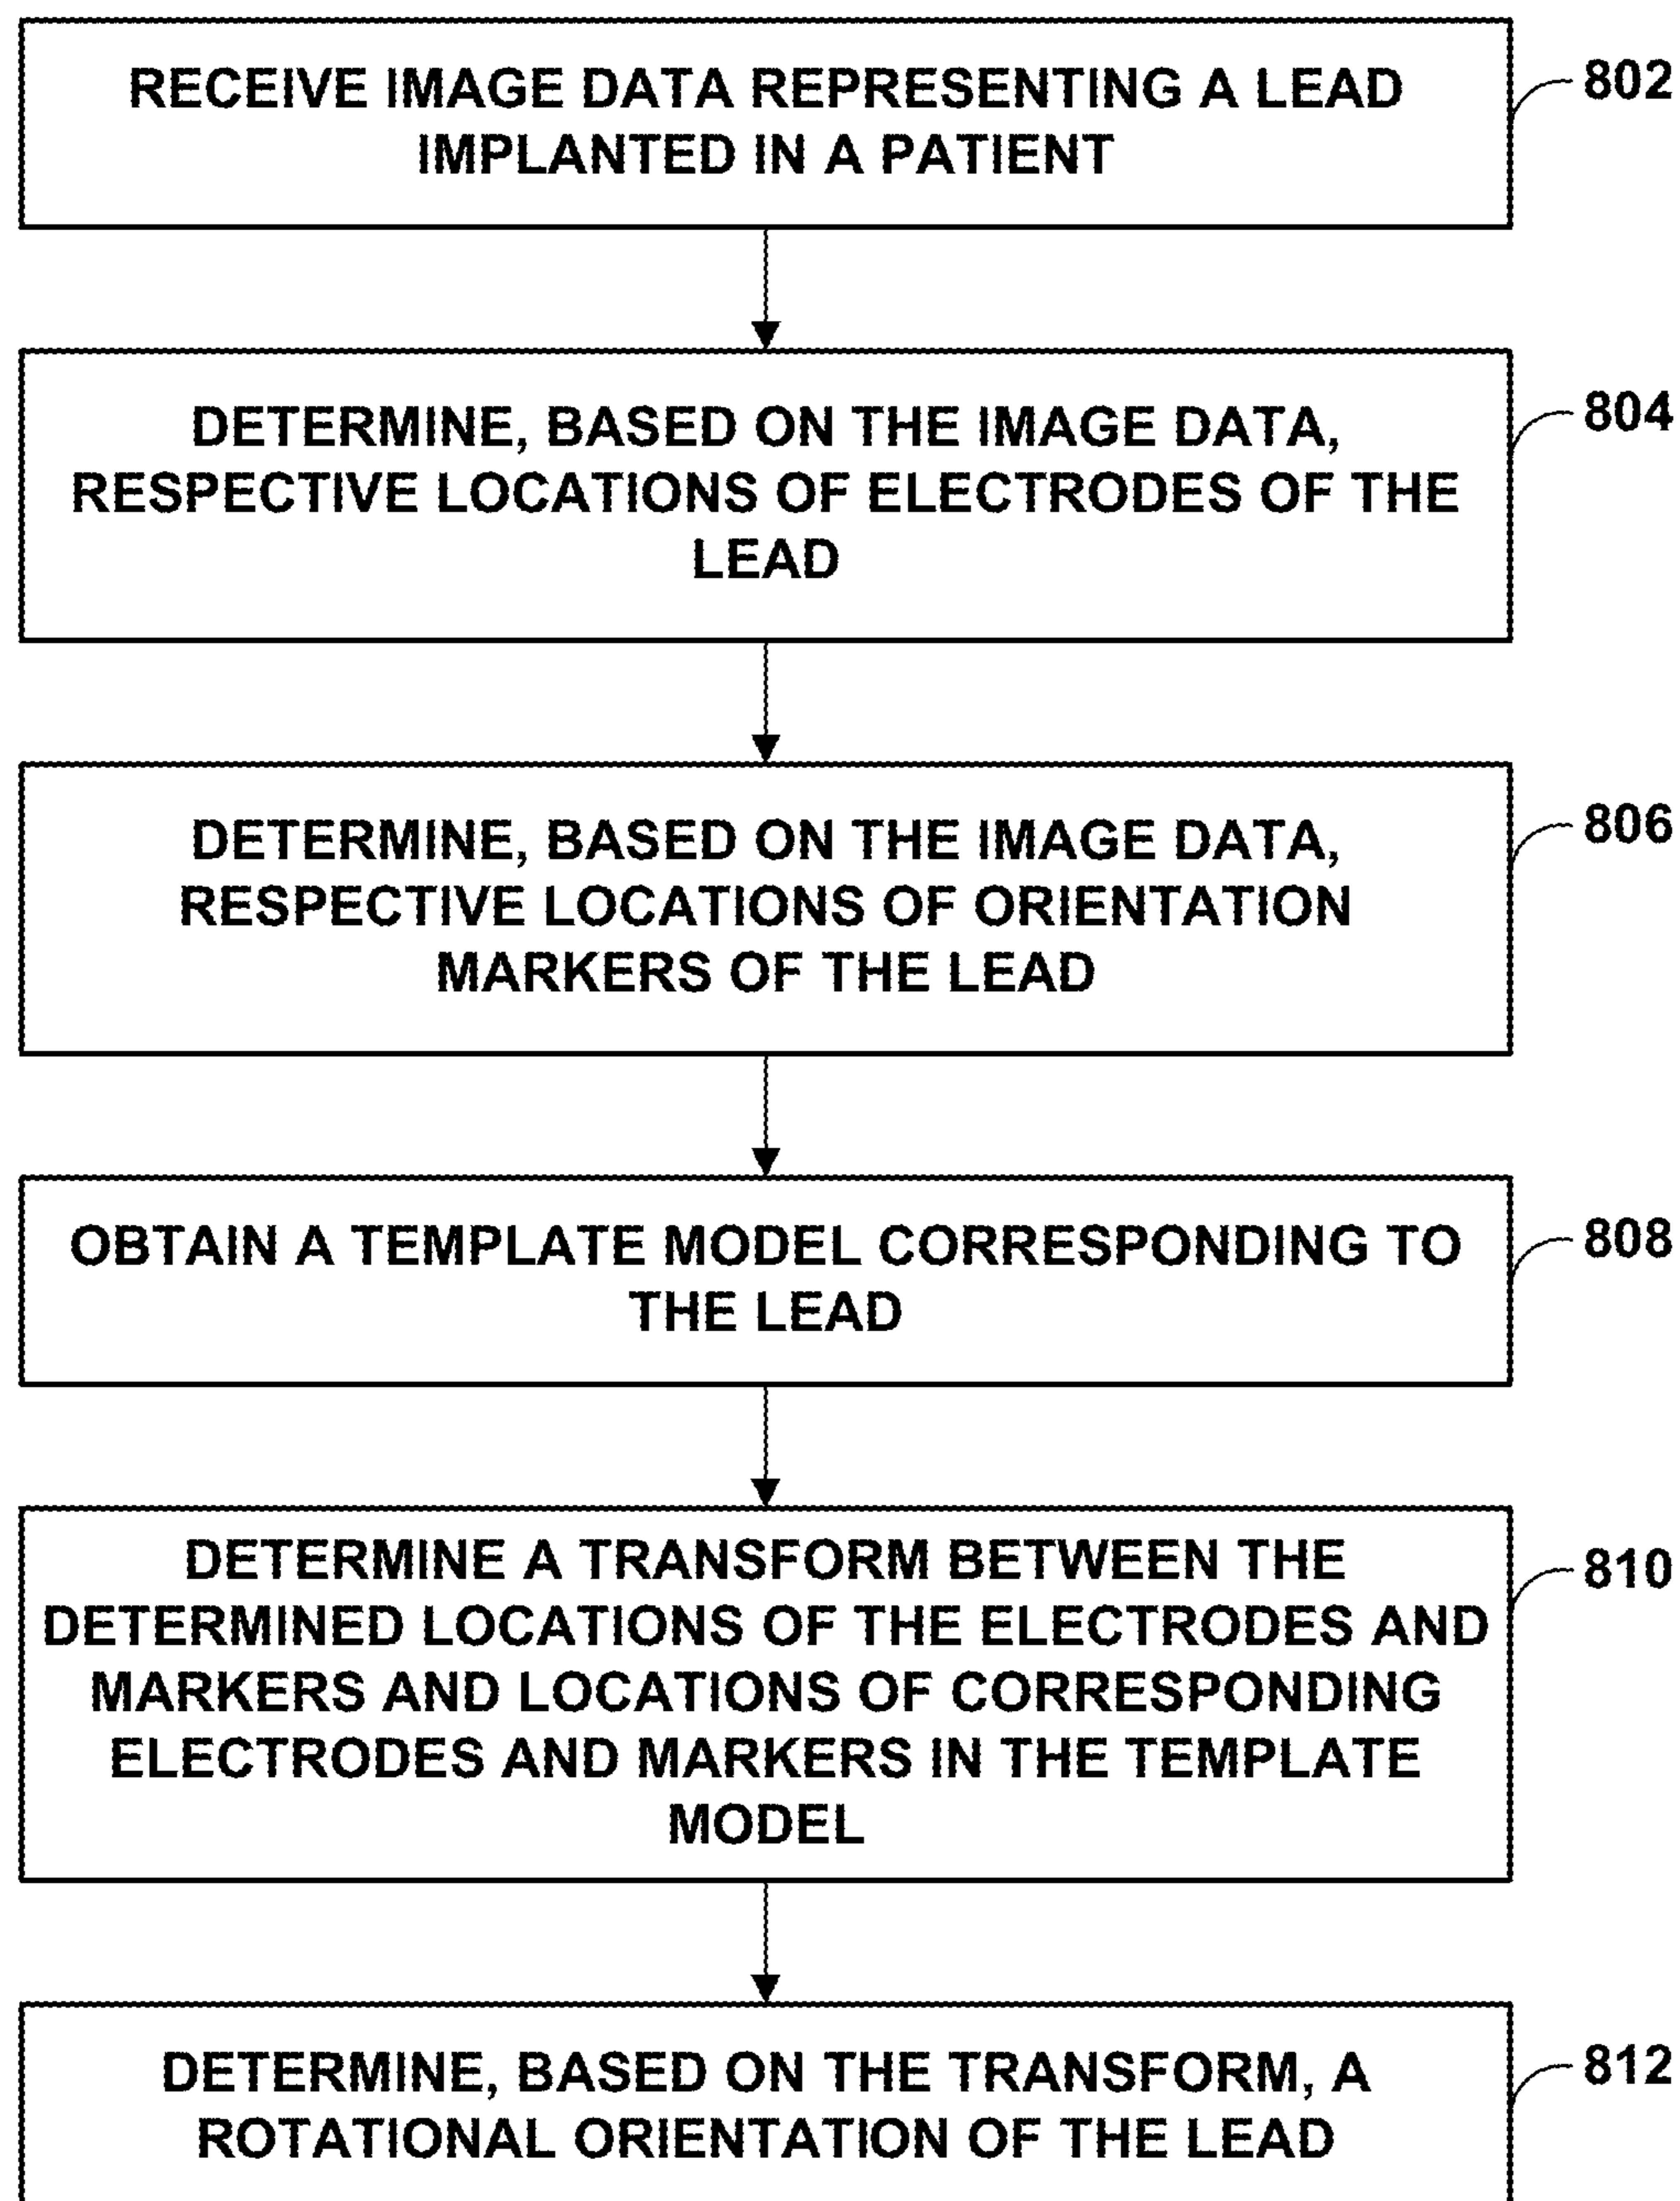 RECEIVE IMAGE DATA REPRESENTING A LEAD
IMPLANTED IN A PATIENT
802
DETERMINE, BASED ON THE IMAGE DATA,
RESPECTIVE LOCATIONS OF ELECTRODES OF THE
LEAD
804
DETERMINE, BASED ON THE IMAGE DATA,
RESPECTIVE LOCATIONS OF ORIENTATION
MARKERS OF THE LEAD
806
OBTAIN A TEMPLATE MODEL CORRESPONDING TO
THE LEAD
808
DETERMINE A TRANSFORM BETWEEN THE
DETERMINED LOCATIONS OF THE ELECTRODES AND
MARKERS AND LOCATIONS OF CORRESPONDING
ELECTRODES AND MARKERS IN THE TEMPLATE
MODEL
810
DETERMINE, BASED ON THE TRANSFORM, A
ROTATIONAL ORIENTATION OF THE LEAD
812